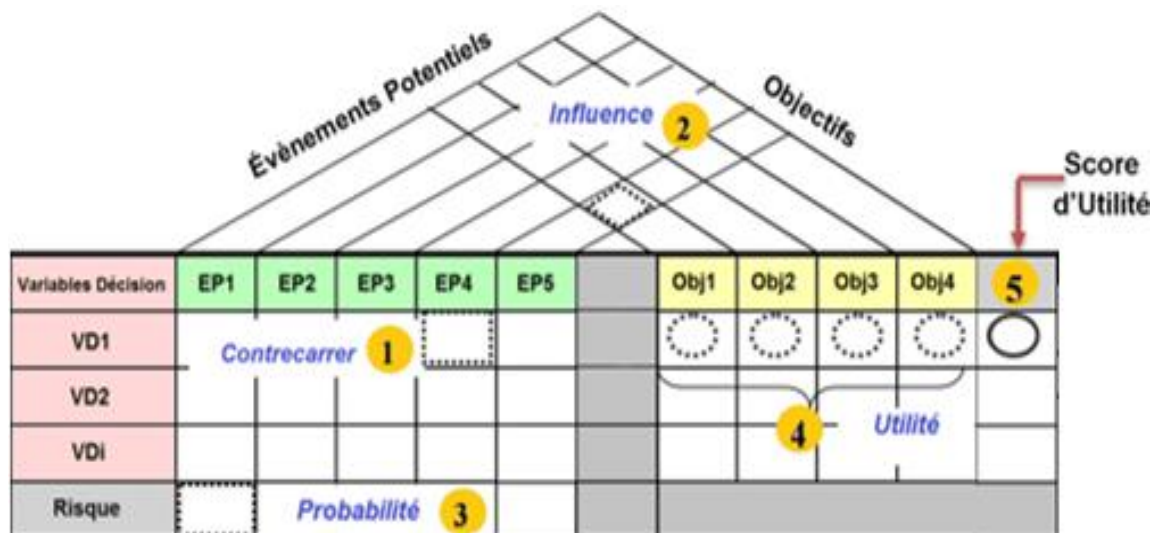 Évènements Potentiels
Objectifs
Influence 2
Score
d'Utilité
Variables Décision EP1 EP2 EP3 EP4 EP5 Obj1 Obj2 Obj3 Obj4 5
VD1 Contrecarrer 1
VD2
4 Utilité
VDi
Risque Probabilité 3